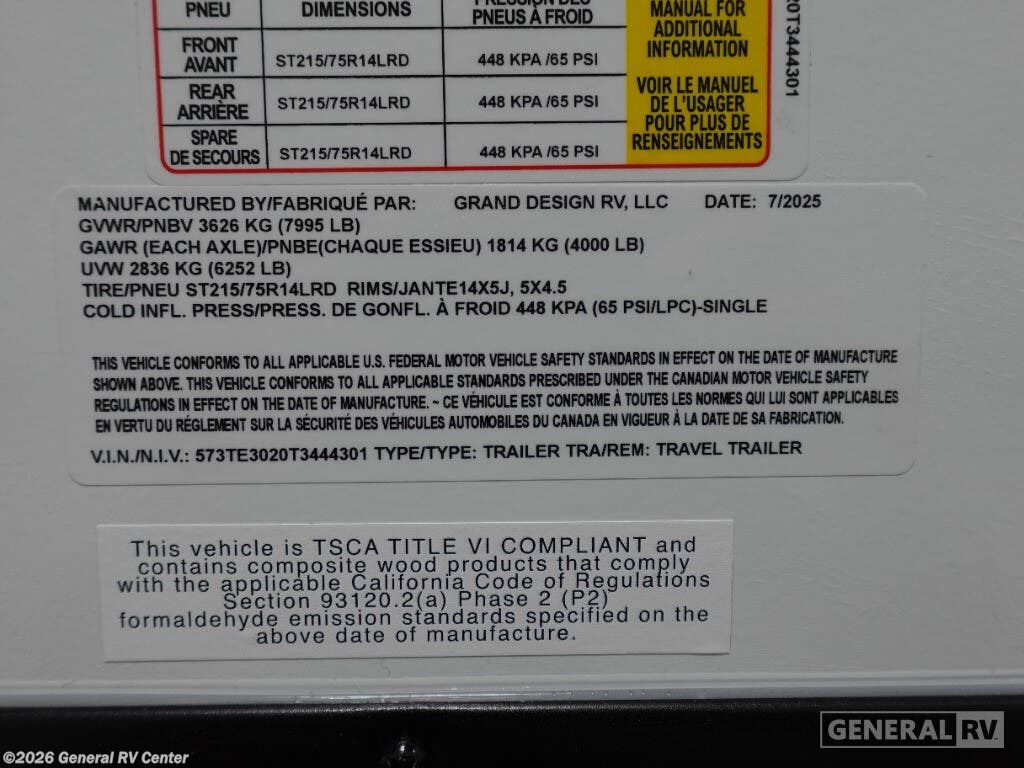 PNEU DIMENSIONS PRESSION DES PNEUS À FROID
MANUAL FOR
ADDITIONAL
INFORMATION
FRONT
AVANT ST215/75R14LRD 448 KPA /65 PSI
REAR
ARRIÈRE ST215/75R14LRD 448 KPA /65 PSI
SPARE
DE SECOURS ST215/75R14LRD 448 KPA /65 PSI
VOIR LE MANUEL
DE L'USAGER
POUR PLUS DE
RENSEIGNEMENTS
20T3444301
MANUFACTURED BY/FABRIQUÉ PAR: GRAND DESIGN RV, LLC DATE: 7/2025
GVWR/PNBV 3626 KG (7995 LB)
GAWR (EACH AXLE)/PNBE(CHAQUE ESSIEU) 1814 KG (4000 LB)
UVW 2836 KG (6252 LB)
TIRE/PNEU ST215/75R14LRD RIMS/JANTE14X5J, 5X4.5
COLD INFL. PRESS/PRESS. DE GONFL. À FROID 448 KPA (65 PSI/LPC)-SINGLE
THIS VEHICLE CONFORMS TO ALL APPLICABLE U.S. FEDERAL MOTOR VEHICLE SAFETY STANDARDS IN EFFECT ON THE DATE OF MANUFACTURE
SHOWN ABOVE. THIS VEHICLE CONFORMS TO ALL APPLICABLE STANDARDS PRESCRIBED UNDER THE CANADIAN MOTOR VEHICLE SAFETY
REGULATIONS IN EFFECT ON THE DATE OF MANUFACTURE. ~ CE VÉHICULE EST CONFORME À TOUTES LES NORMES QUI LUI SONT APPLICABLES
EN VERTU DU RÉGLEMENT SUR LA SÉCURITÉ DES VÉHICULES AUTOMOBILES DU CANADA EN VIGUEUR À LA DATE DE SA FABRICATION.
V.I.N./N.I.V.: 573TE3020T3444301 TYPE/TYPE: TRAILER TRA/REM: TRAVEL TRAILER
This vehicle is TSCA TITLE VI COMPLIANT and
contains composite wood products that comply
with the applicable California Code of Regulations
Section 93120.2(a) Phase 2 (P2)
formaldehyde emission standards specified on the
above date of manufacture.
GENERAL RV
©2026 General RV Center